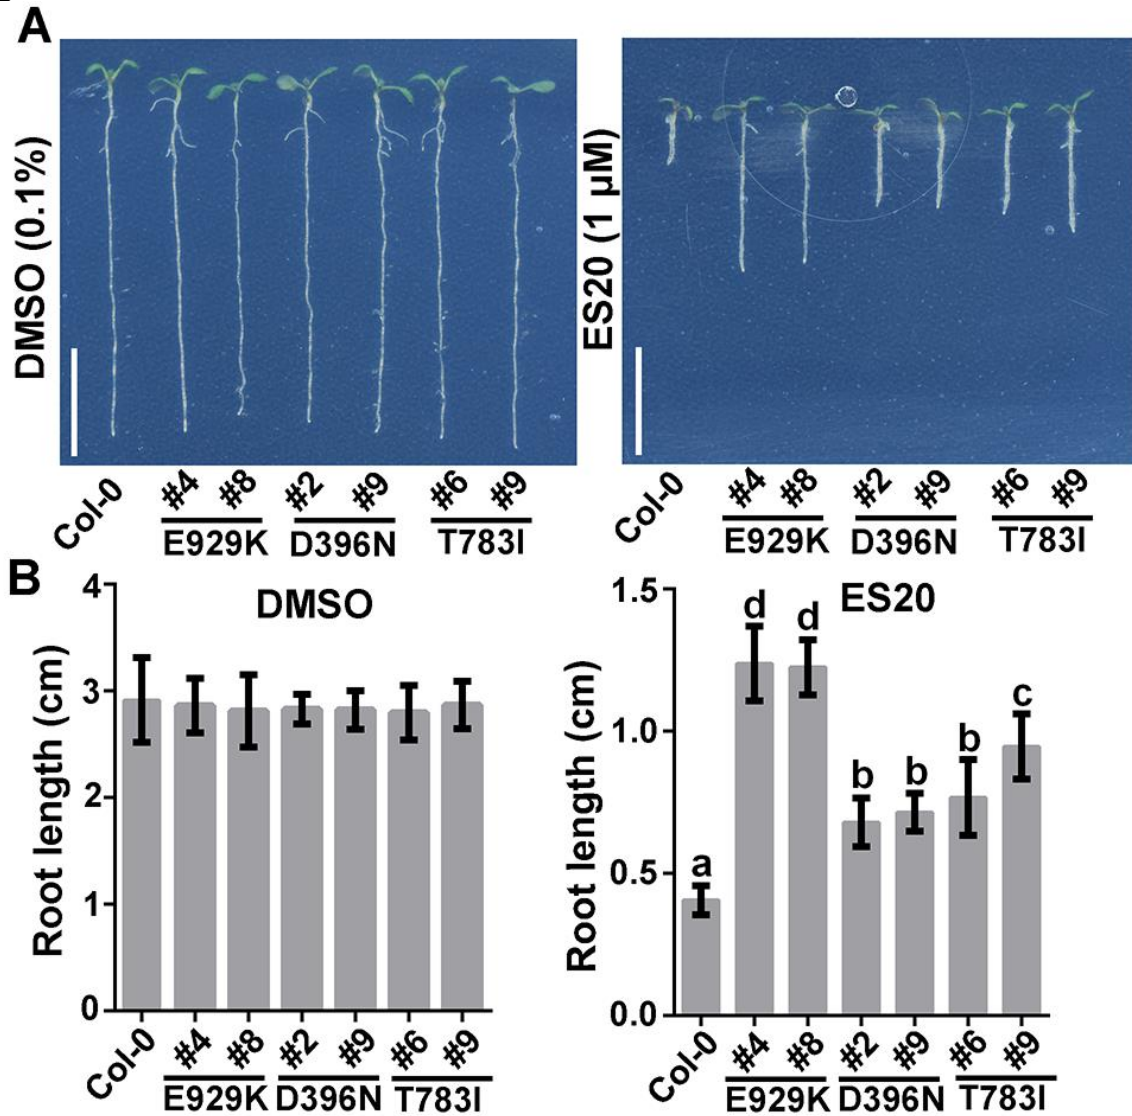 A
DMSO (0.1%)
ES20 (1 µM)
Col-0 #4 #8 #2 #9 #6 #9
E929K D396N T783I
Col-0 #4 #8 #2 #9 #6 #9
E929K D396N T783I
B
DMSO
Root length (cm)
4
3
2
1
0
Col-0 #4 #8 #2 #9 #6 #9
E929K D396N T783I
ES20
Root length (cm)
1.5
1.0
0.5
0.0
a d d b b b c
Col-0 #4 #8 #2 #9 #6 #9
E929K D396N T783I